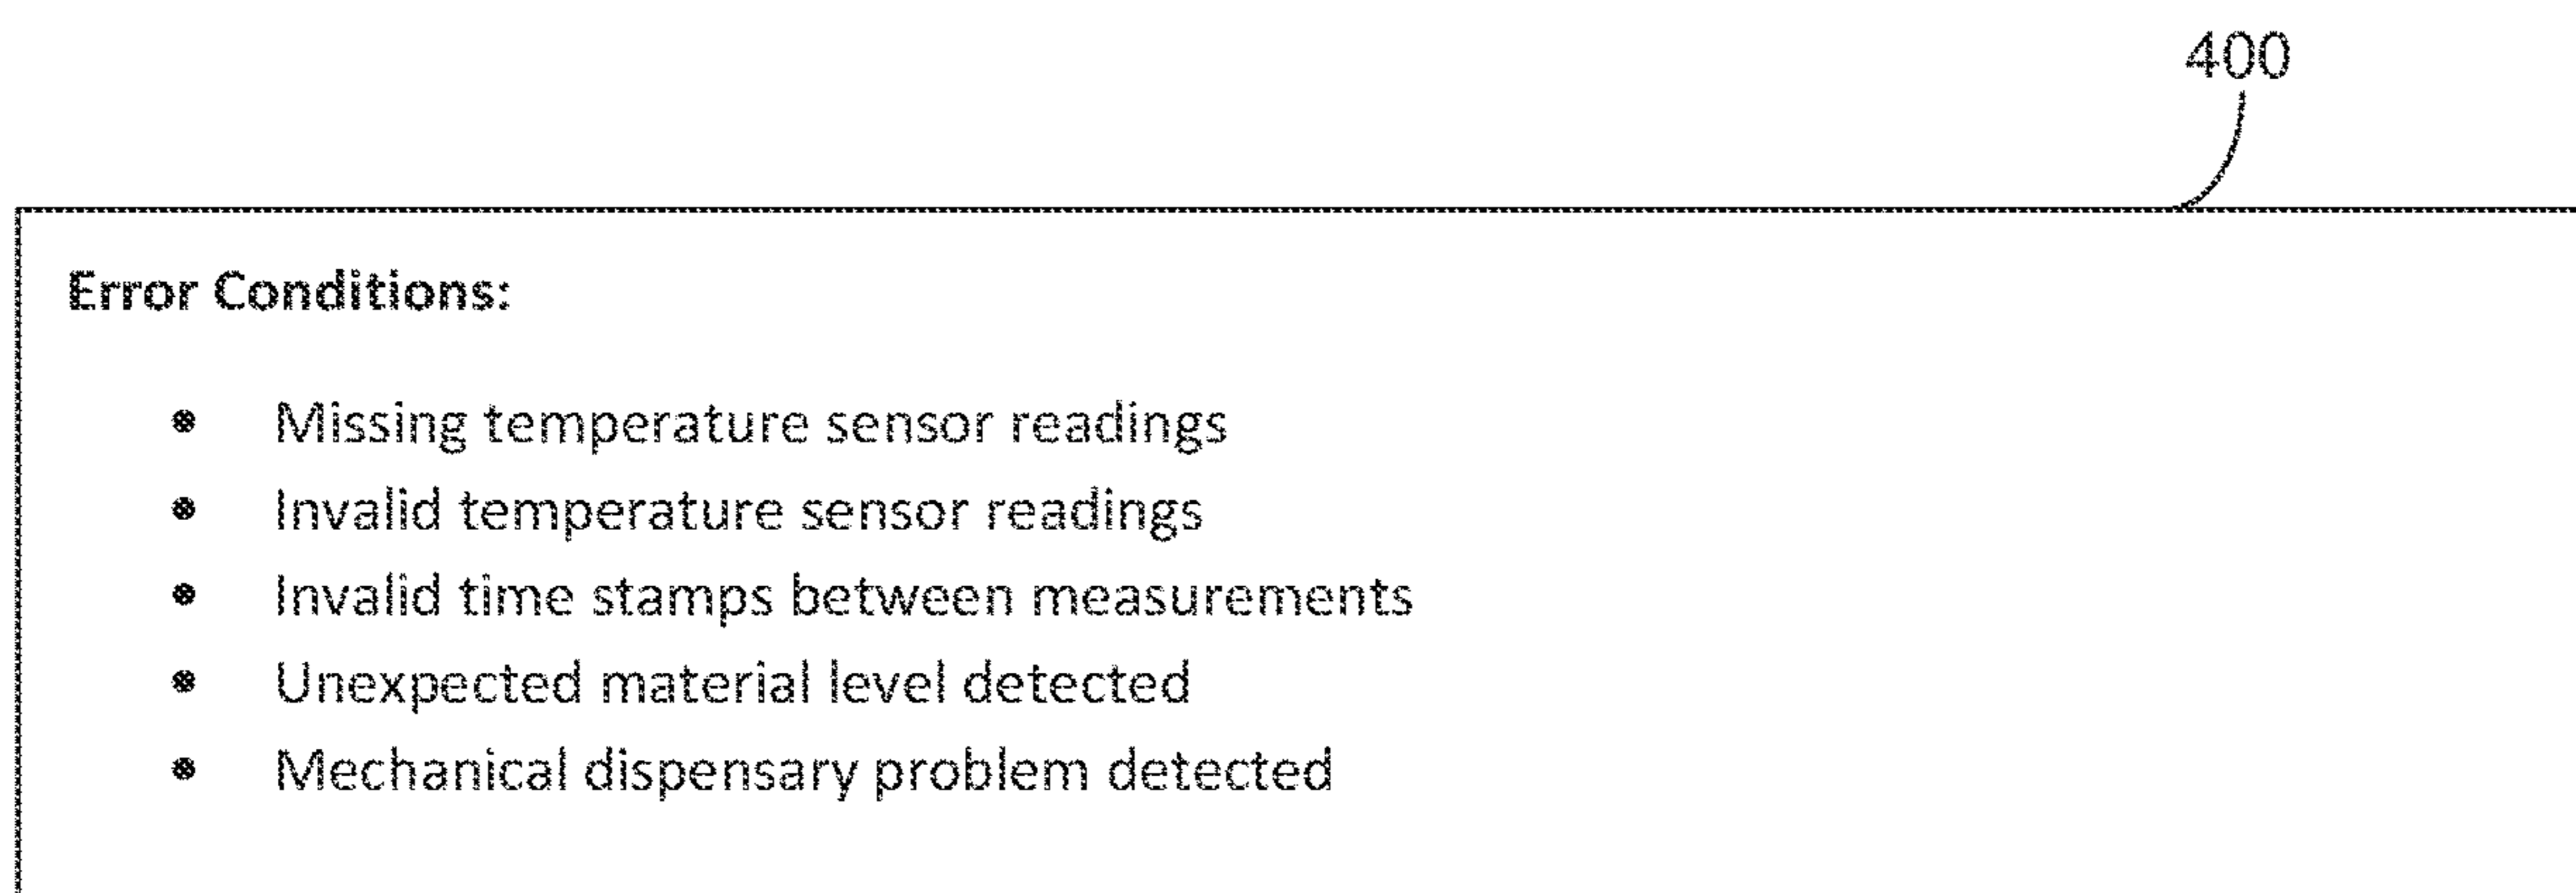 400
Error Conditions:
• Missing temperature sensor readings
• Invalid temperature sensor readings
• Invalid time stamps between measurements
• Unexpected material level detected
• Mechanical dispensary problem detected